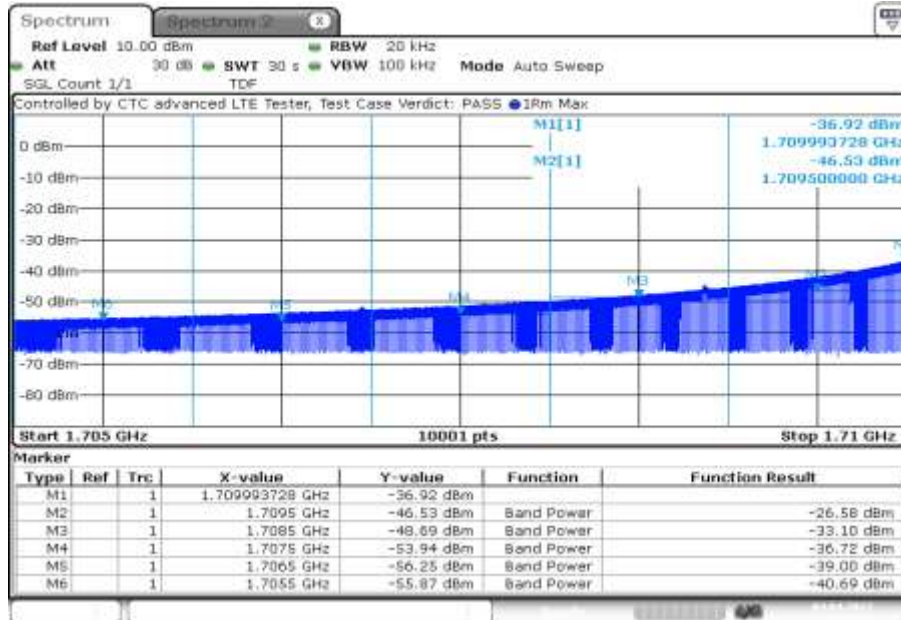 Spectrum Spectrum 2 X
Ref Level 10.00 dBm RBW 20 kHz
Att 30 dB SWT 30 s VBW 100 kHz Mode Auto Sweep
SGL Count 1/1 TDF
Controlled by CTC advanced LTE Tester, Test Case Verdict: PASS 1Rm Max
M1[1] -36.92 dBm
1.709993728 GHz
M2[1] -46.53 dBm
1.709500000 GHz
0 dBm
-10 dBm
-20 dBm
-30 dBm
-40 dBm
-50 dBm
-70 dBm
-80 dBm
M6 M5 M4 M3
Start 1.705 GHz 10001 pts Stop 1.71 GHz
Marker
Type Ref Trc X-value Y-value Function Function Result
M1 1 1.709993728 GHz -36.92 dBm
M2 1 1.7095 GHz -46.53 dBm Band Power -26.58 dBm
M3 1 1.7085 GHz -48.69 dBm Band Power -33.10 dBm
M4 1 1.7075 GHz -53.94 dBm Band Power -36.72 dBm
M5 1 1.7065 GHz -56.25 dBm Band Power -39.00 dBm
M6 1 1.7055 GHz -55.87 dBm Band Power -40.69 dBm